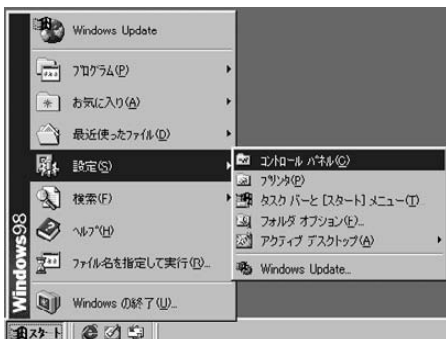 Windows Update
プログラム(P)
お気に入り(A)
最近使ったファイル(D)
設定(S)
検索(F)
ヘルプ(H)
ファイル名を指定して実行(R)...
Windows の終了(U)...
Windows98
スタート
コントロール パネル(C)
プリンタ(P)
タスク バーと [スタート] メニュー(T)...
フォルダ オプション(F)...
アクティブ デスクトップ(A)
Windows Update...